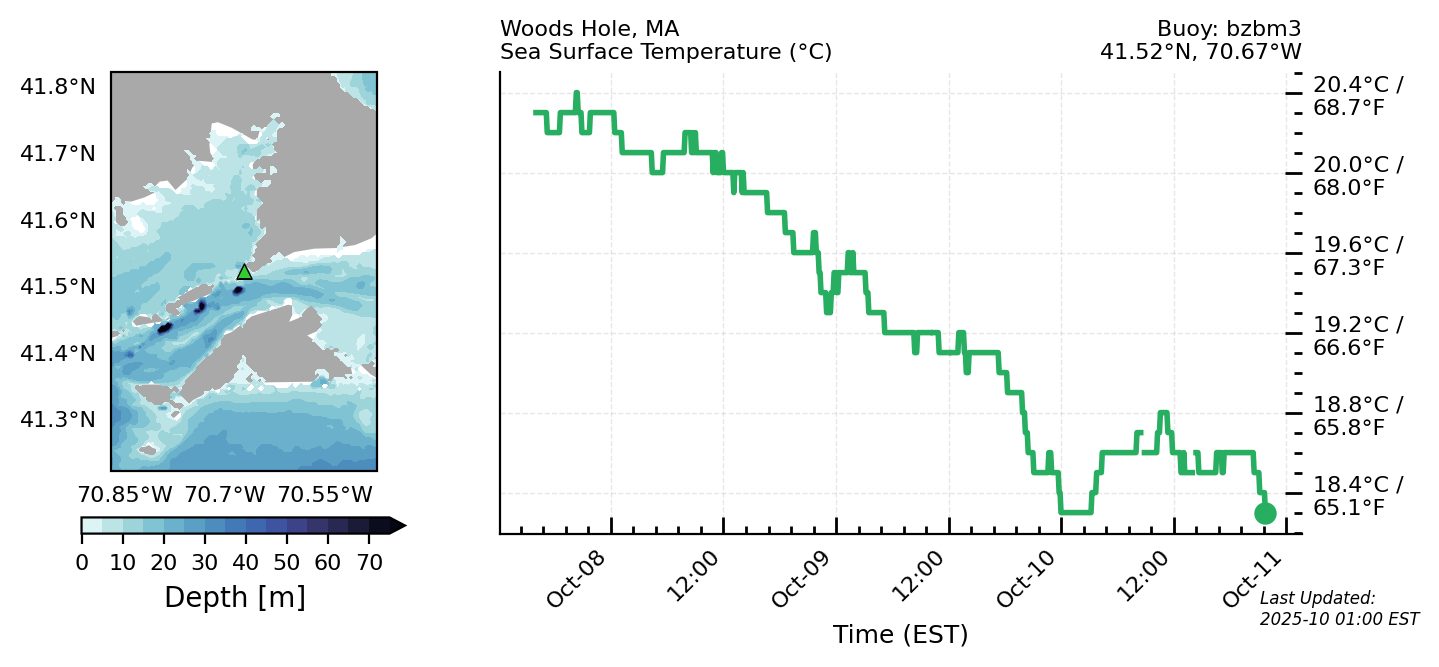 Woods Hole, MA
Sea Surface Temperature (°C)
Buoy: bzbm3
41.52°N, 70.67°W
41.8°N
41.7°N
41.6°N
41.5°N
41.4°N
41.3°N
70.85°W 70.7°W 70.55°W
0 10 20 30 40 50 60 70
Depth [m]
20.4°C /
68.7°F
20.0°C /
68.0°F
19.6°C /
67.3°F
19.2°C /
66.6°F
18.8°C /
65.8°F
18.4°C /
65.1°F
Oct-08 12:00 Oct-09 12:00 Oct-10 12:00 Oct-11
Time (EST)
Last Updated:
2025-10 01:00 EST